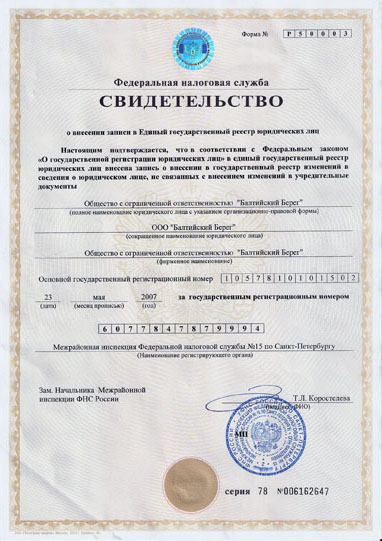 Форма № Р 5 0 0 0 3
Федеральная налоговая служба
СВИДЕТЕЛЬСТВО
о внесении записи в Единый государственный реестр юридических лиц
Настоящим подтверждается, что в соответствии с Федеральным законом
«О государственной регистрации юридических лиц» в единый государственный реестр
юридических лиц внесена запись о внесении в государственный реестр изменений в
сведения о юридическом лице, не связанных с внесением изменений в учредительные
документы
Общество с ограниченной ответственностью "Балтийский Берег"
(полное наименование юридического лица с указанием организационно-правовой формы)
ООО "Балтийский Берег"
(сокращенное наименование юридического лица)
Общество с ограниченной ответственностью "Балтийский Берег"
(фирменное наименование)
Основной государственный регистрационный номер 1 0 5 7 8 1 0 1 0 1 5 0 2
23 мая 2007 за государственным регистрационным номером
(дата) (месяц прописью) (год)
6 0 7 7 8 4 7 8 7 9 9 9 4
Межрайонная инспекция Федеральной налоговой службы №15 по Санкт-Петербургу
(Наименование регистрирующего органа)
Зам. Начальника Межрайонной
инспекции ФНС России Т.Л. Коростелева
МП
серия 78 №006162647